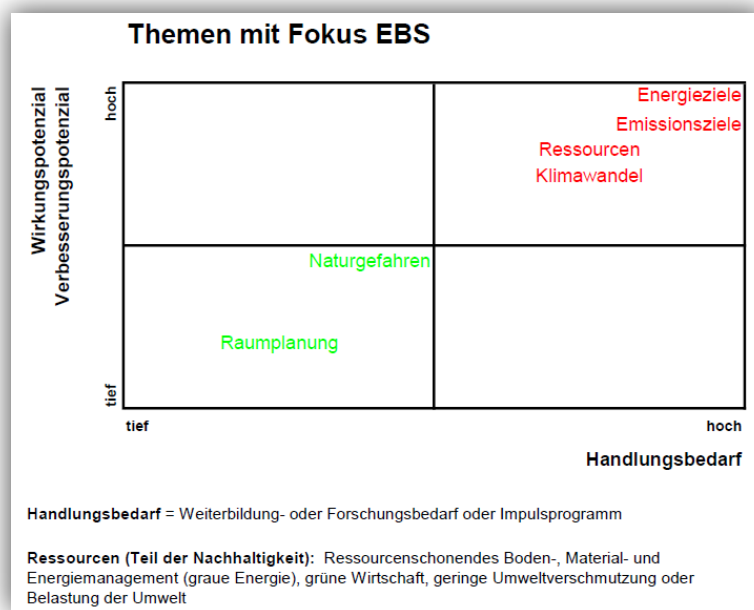 Themen mit Fokus EBS
Wirkungspotenzial
Verbesserungspotenzial
hoch
Energieziele
Emissionsziele
Ressourcen
Klimawandel
Naturgefahren
Raumplanung
tief
tief
hoch
Handlungsbedarf
Handlungsbedarf = Weiterbildung- oder Forschungsbedarf oder Impulsprogramm
Ressourcen (Teil der Nachhaltigkeit): Ressourcenschonendes Boden-, Material- und
Energiemanagement (graue Energie), grüne Wirtschaft, geringe Umweltverschmutzung oder
Belastung der Umwelt